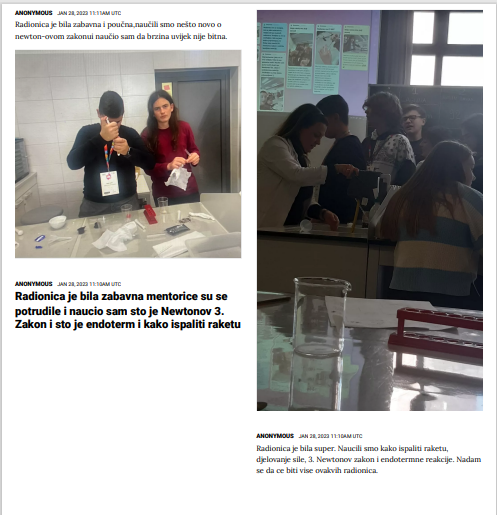 ANONYMOUS JAN 28, 2023 11:11AM UTC
Radionica je bila zabavna i poučna,naučili smo nešto novo o
newton-ovom zakonui naučio sam da brzina uvijek nije bitna.
ANONYMOUS JAN 28, 2023 11:10AM UTC
Radionica je bila zabavna mentorice su se
potrudile i naucio sam sto je Newtonov 3.
Zakon i sto je endoterm i kako ispaliti raketu
ANONYMOUS JAN 28, 2023 11:10AM UTC
Radionica je bila super. Naucili smo kako ispaliti raketu,
djelovanje sile, 3. Newtonov zakon i endotermne reakcije. Nadam
se da ce biti vise ovakvih radionica.